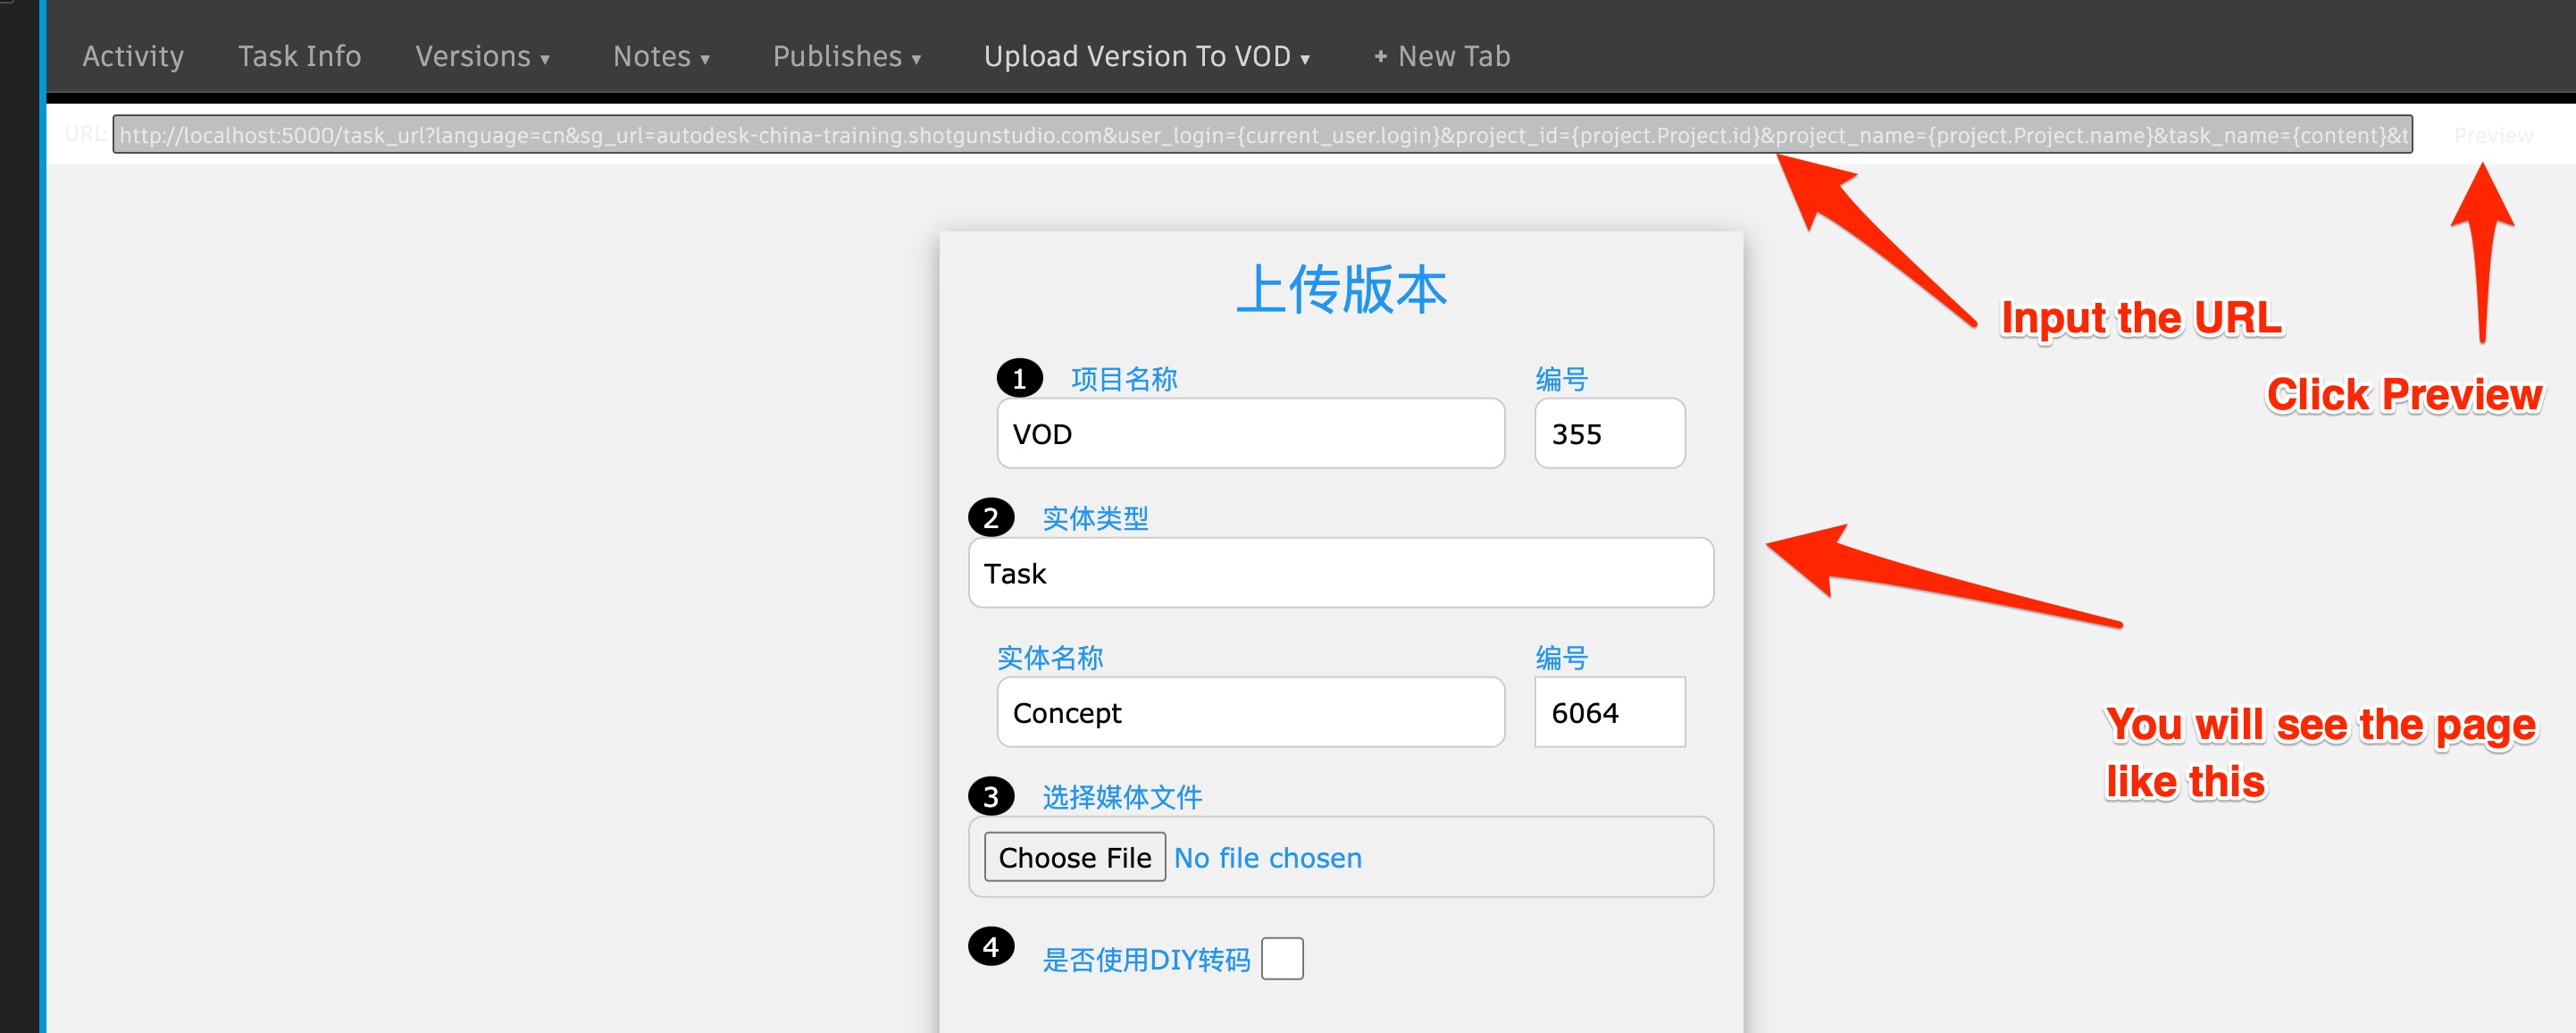 Activity Task Info Versions ▾ Notes ▾ Publishes ▾ Upload Version To VOD ▾ + New Tab
URL: http://localhost:5000/task_url?language=cn&sg_url=autodesk-china-training.shotgunstudio.com&user_login={current_user.login}&project_id={project.Project.id}&project_name={project.Project.name}&task_name={content}&t Preview
上传版本
Input the URL
Click Preview
1 项目名称 编号
VOD 355
2 实体类型
Task
实体名称 编号
Concept 6064
You will see the page
like this
3 选择媒体文件
Choose File No file chosen
4 是否使用DIY转码